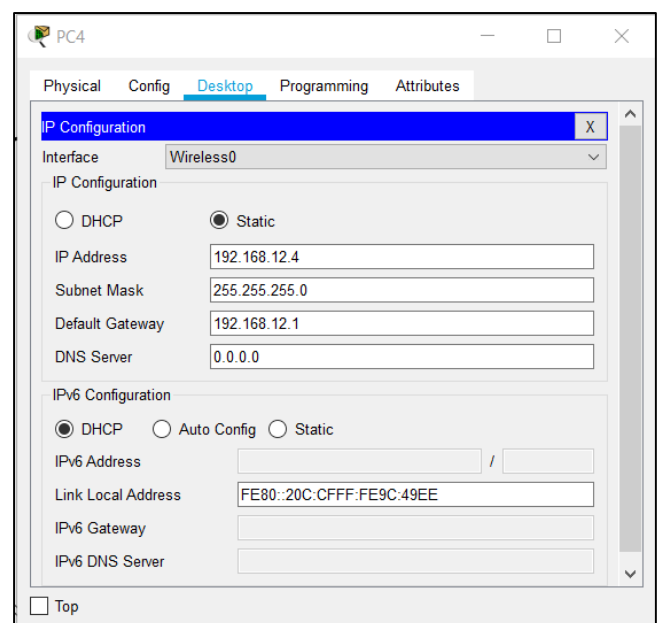 PC4
Physical Config Desktop Programming Attributes
IP Configuration X
Interface Wireless0
IP Configuration
DHCP Static
IP Address 192.168.12.4
Subnet Mask 255.255.255.0
Default Gateway 192.168.12.1
DNS Server 0.0.0.0
IPv6 Configuration
DHCP Auto Config Static
IPv6 Address /
Link Local Address FE80::20C:CFFF:FE9C:49EE
IPv6 Gateway
IPv6 DNS Server
Top